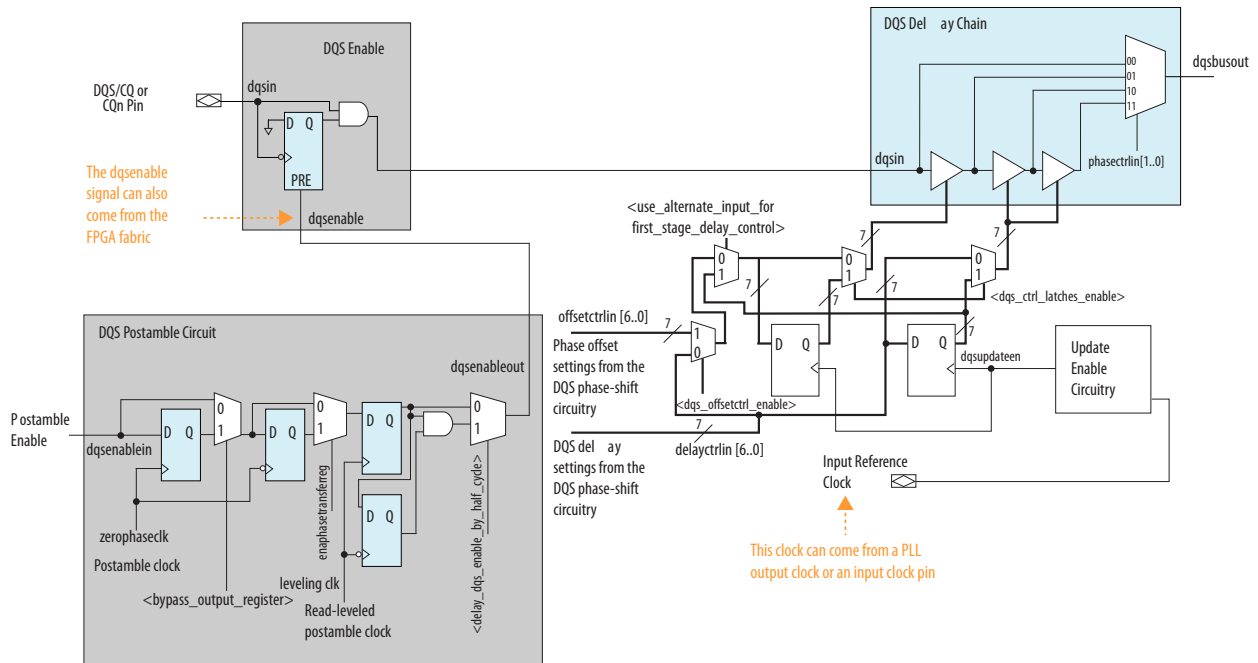 DQS Enable
DQS/CQ or
CQn Pin
dqsin
D Q
PRE
The dqsenable
signal can also
come from the
FPGA fabric
dqsenable
DQS Del ay Chain
00
01
10
11
dqsbusout
dqsin
phasectrlin[1..0]
<use_alternate_input_for
first_stage_delay_control>
7
7
0
1
0
1
0
1
7
7
7
<dqs_ctrl_latches_enable>
offsetctrlin [6..0]
7
1
0
Phase offset
settings from the
DQS phase-shift
circuitry
D Q
D Q
7
dqsupdateen
Update
Enable
Circuitry
<dqs_offsetctrl_enable>
7
delayctrlin [6..0]
DQS del ay
settings from the
DQS phase-shift
circuitry
Input Reference
Clock
This clock can come from a PLL
output clock or an input clock pin
DQS Postamble Circuit
dqsenableout
P ostamble
Enable
dqsenablein
D Q
0
1
D Q
0
1
D Q
0
1
D Q
zerophaseclk
Postamble clock
<bypass_output_register>
enaphasetransferreg
leveling clk
Read-leveled
postamble clock
<delay_dqs_enable_by_half_cycle>